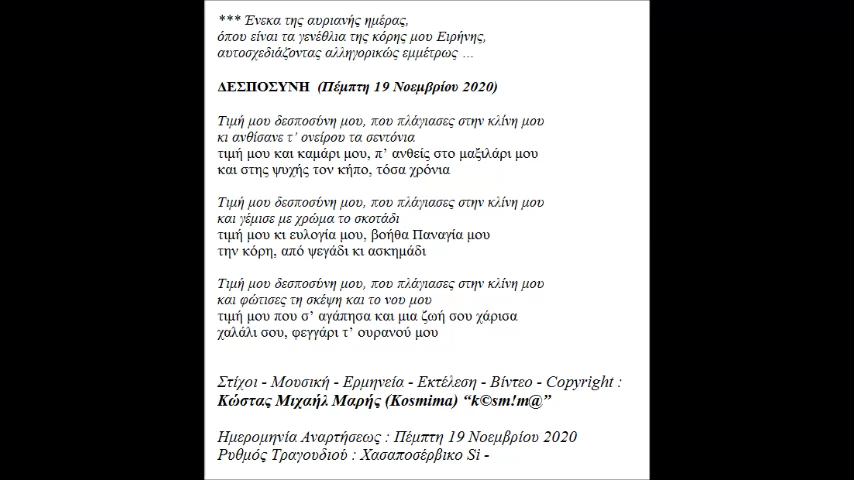 *** Ένεκα της αυριανής ημέρας,
όπου είναι τα γενέθλια της κόρης μου Ειρήνης,
αυτοσχεδιάζοντας αλληγορικώς εμμέτρως …
ΔΕΣΠΟΣΥΝΗ (Πέμπτη 19 Νοεμβρίου 2020)
Τιμή μου δεσποσύνη μου, που πλάγιασες στην κλίνη μου
κι ανθίσανε τ’ ονείρου τα σεντόνια
τιμή μου και καμάρι μου, π’ ανθείς στο μαξιλάρι μου
και στης ψυχής τον κήπο, τόσα χρόνια
Τιμή μου δεσποσύνη μου, που πλάγιασες στην κλίνη μου
και γέμισε με χρώμα το σκοτάδι
τιμή μου κι ευλογία μου, βοήθα Παναγία μου
την κόρη, από ψεγάδι κι ασκημάδι
Τιμή μου δεσποσύνη μου, που πλάγιασες στην κλίνη μου
και φώτισες τη σκέψη και το νου μου
τιμή μου που σ’ αγάπησα και μια ζωή σου χάρισα
χαλάλι σου, φεγγάρι τ’ ουρανού μου
Στίχοι - Μουσική - Ερμηνεία - Εκτέλεση - Βίντεο - Copyright :
Κώστας Μιχαήλ Μαρής (Kosmima) “k©sm!m@”
Ημερομηνία Αναρτήσεως : Πέμπτη 19 Νοεμβρίου 2020
Ρυθμός Τραγουδιού : Χασαποσέρβικο Si -